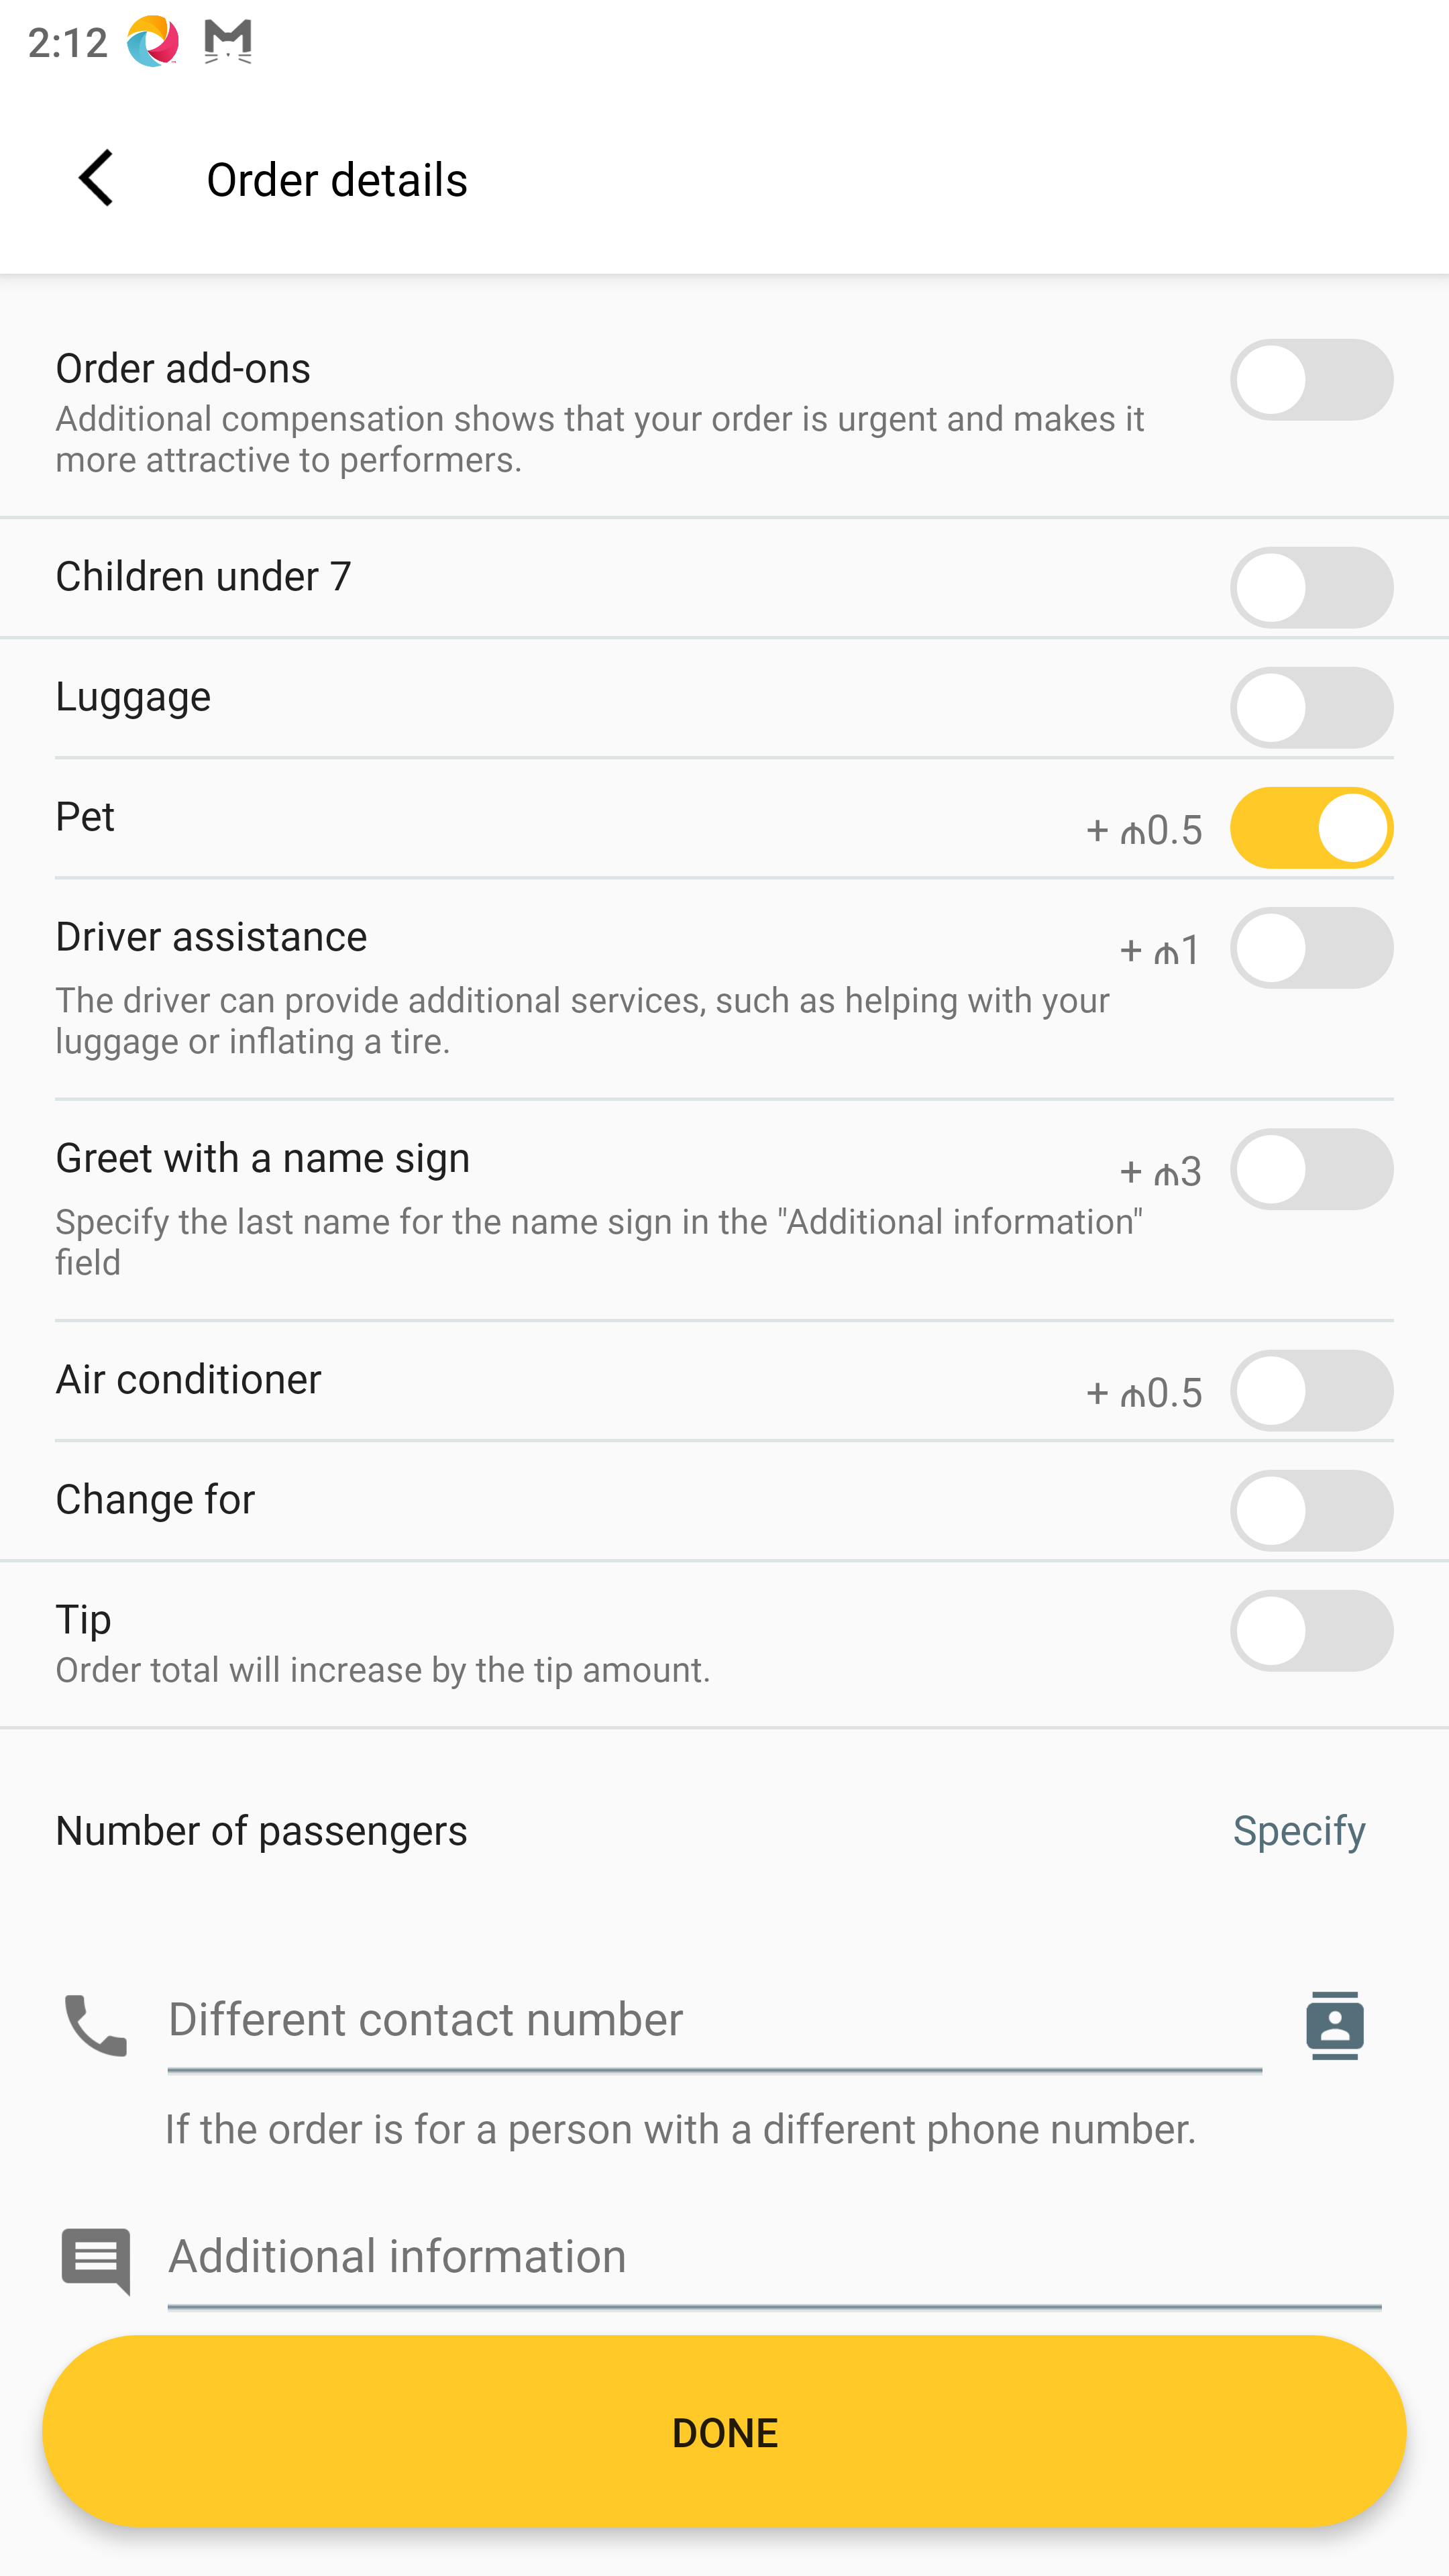 2:12
Order details
Order add-ons
Additional compensation shows that your order is urgent and makes it
more attractive to performers.
Children under 7
Luggage
Pet
+ ₼0.5
Driver assistance
+ ₼1
The driver can provide additional services, such as helping with your
luggage or inflating a tire.
Greet with a name sign
+ ₼3
Specify the last name for the name sign in the "Additional information"
field
Air conditioner
+ ₼0.5
Change for
Tip
Order total will increase by the tip amount.
Number of passengers
Specify
Different contact number
If the order is for a person with a different phone number.
Additional information
DONE